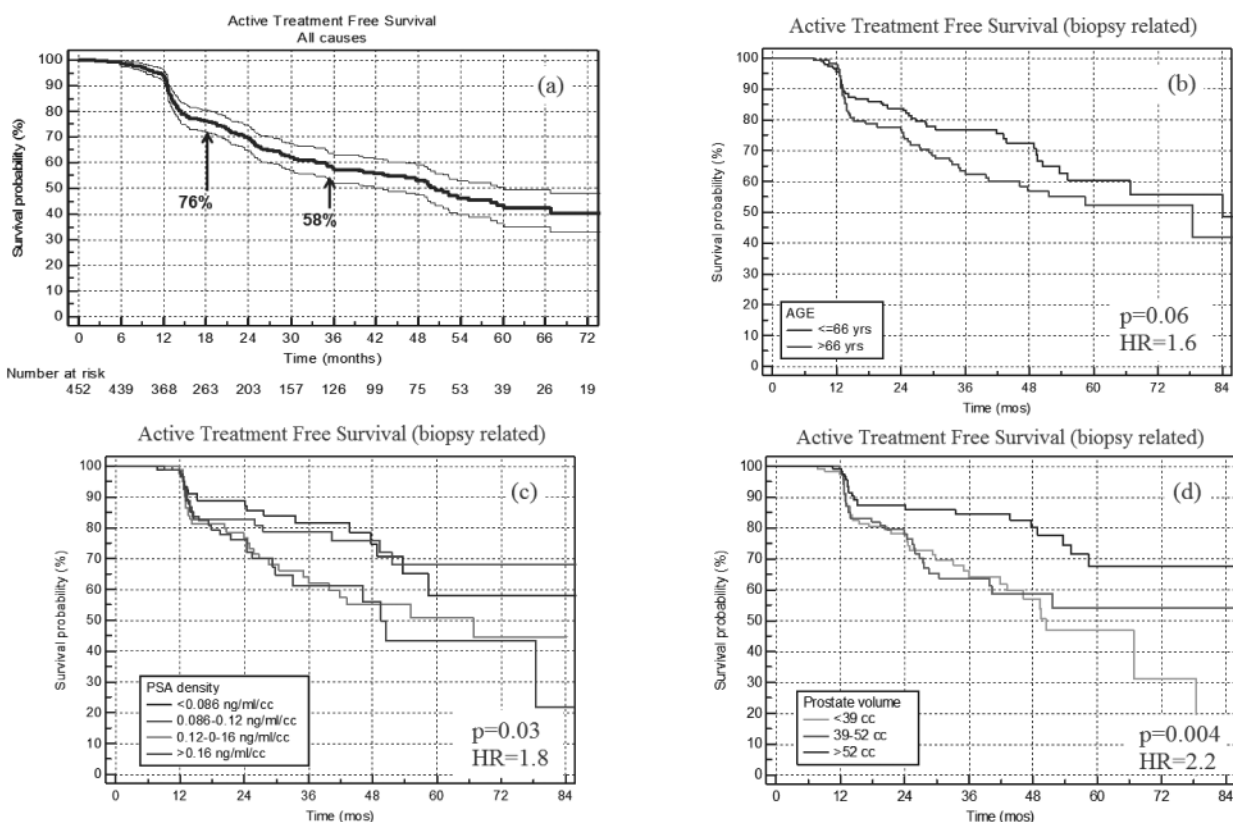 Active Treatment Free Survival
All causes
(a)
Survival probability (%)
100
90
80
70
60
50
40
30
20
10
0
76%
58%
0 6 12 18 24 30 36 42 48 54 60 66 72
Time (months)
Number at risk
452 439 368 263 203 157 126 99 75 53 39 26 19
Active Treatment Free Survival (biopsy related)
(b)
Survival probability (%)
100
90
80
70
60
50
40
30
20
10
0
AGE
<=66 yrs
>66 yrs
p=0.06
HR=1.6
0 12 24 36 48 60 72 84
Time (mos)
Active Treatment Free Survival (biopsy related)
(c)
Survival probability (%)
100
90
80
70
60
50
40
30
20
10
0
PSA density
<0.086 ng/ml/cc
0.086-0.12 ng/ml/cc
0.12-0-16 ng/ml/cc
>0.16 ng/ml/cc
p=0.03
HR=1.8
0 12 24 36 48 60 72 84
Time (mos)
Active Treatment Free Survival (biopsy related)
(d)
Survival probability (%)
100
90
80
70
60
50
40
30
20
10
0
Prostate volume
<39 cc
39-52 cc
>52 cc
p=0.004
HR=2.2
0 12 24 36 48 60 72 84
Time (mos)